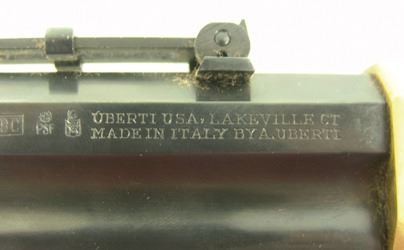 UBERTI USA, LAKEVILLE CT
MADE IN ITALY BY A. UBERTI